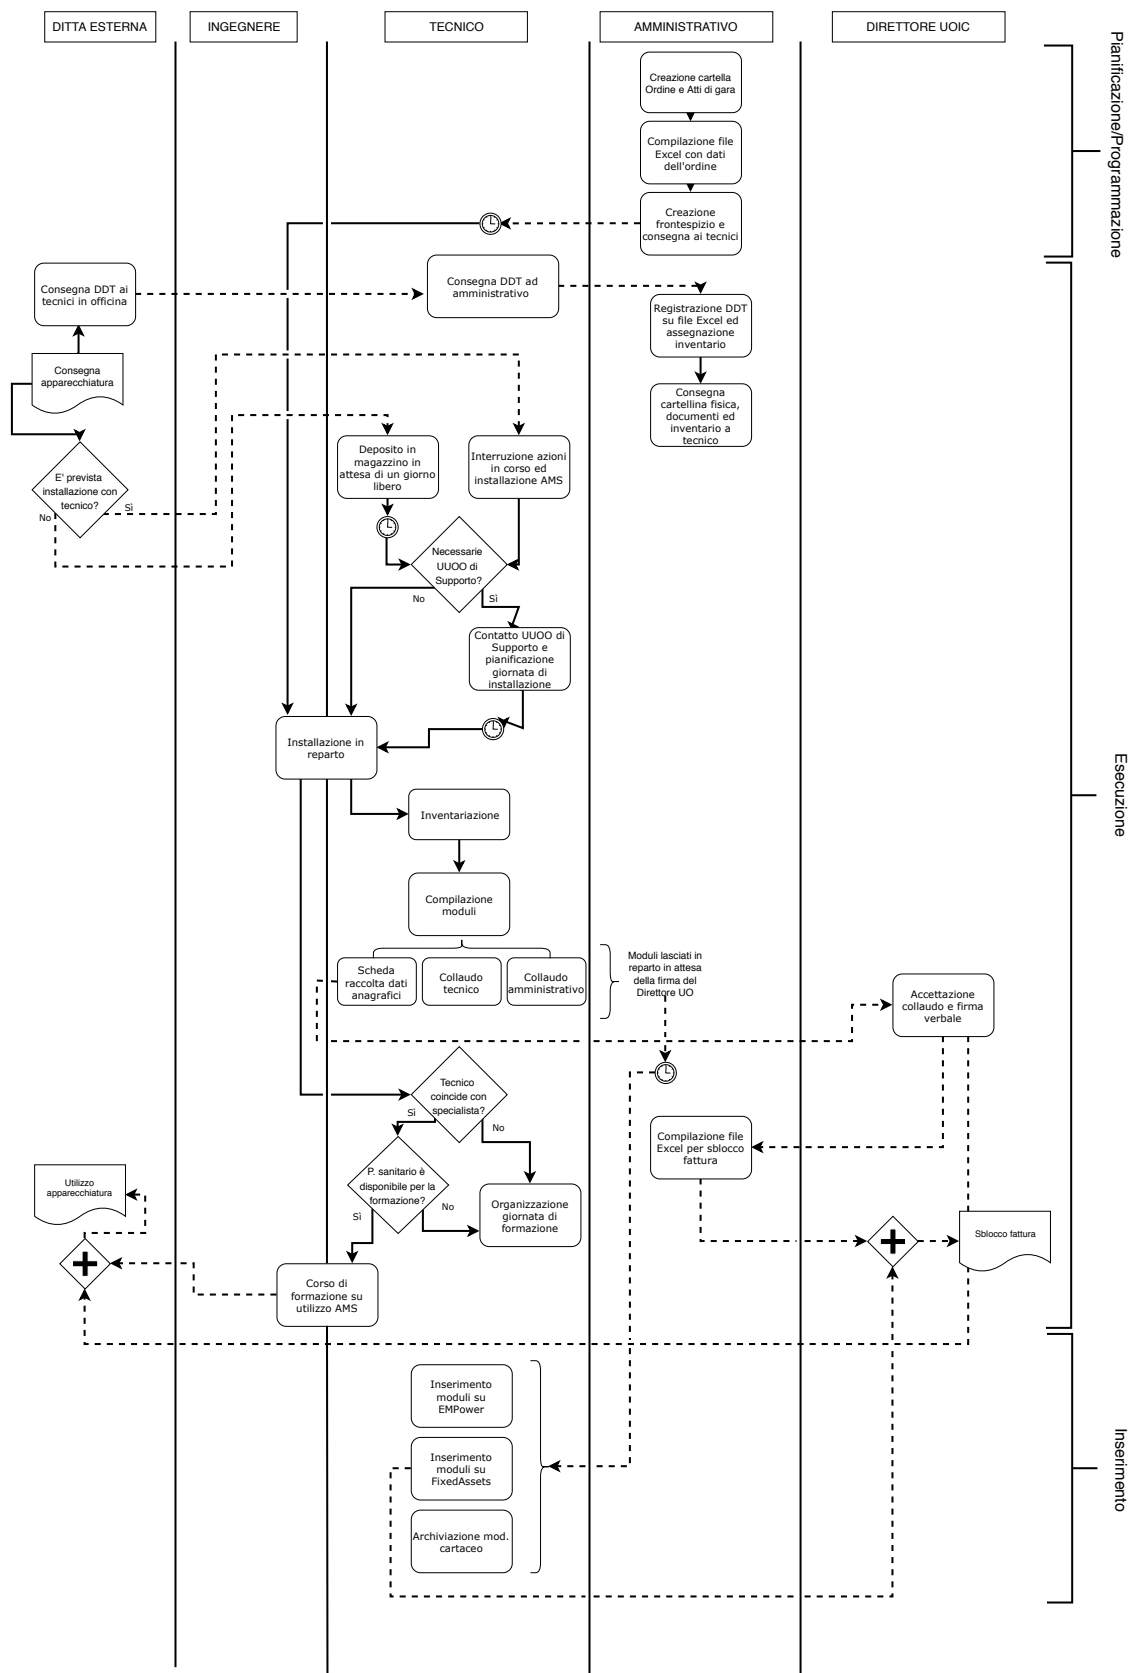 DITTA ESTERNA
INGEGNERE
TECNICO
AMMINISTRATIVO
DIRETTORE UOIC
Pianificazione/Programmazione
Creazione cartella
Ordine e Atti di gara
Compilazione file
Excel con dati
dell'ordine
Creazione
frontespizio e
consegna ai tecnici
Esecuzione
Consegna DDT ai
tecnici in officina
Consegna DDT ad
amministrativo
Registrazione DDT
su file Excel ed
assegnazione
inventario
Consegna
apparecchiatura
Consegna
cartellina fisica,
documenti ed
inventario a
tecnico
E' prevista
installazione con
tecnico?
Sì
No
Deposito in
magazzino in
attesa di un giorno
libero
Interruzione azioni
in corso ed
installazione AMS
Necessarie
UUOO di
Supporto?
No
Sì
Contatto UUOO di
Supporto e
pianificazione
giornata di
installazione
Installazione in
reparto
Inventariazione
Compilazione
moduli
Scheda
raccolta dati
anagrafici
Collaudo
tecnico
Collaudo
amministrativo
Moduli lasciati in
reparto in attesa
della firma del
Direttore UO
Accettazione
collaudo e firma
verbale
Tecnico
coincide con
specialista?
Sì
No
Compilazione file
Excel per sblocco
fattura
P. sanitario è
disponibile per la
formazione?
Sì
No
Organizzazione
giornata di
formazione
Utilizzo
apparecchiatura
Sblocco fattura
Corso di
formazione su
utilizzo AMS
Inserimento
Inserimento
moduli su
EMPower
Inserimento
moduli su
FixedAssets
Archiviazione mod.
cartaceo